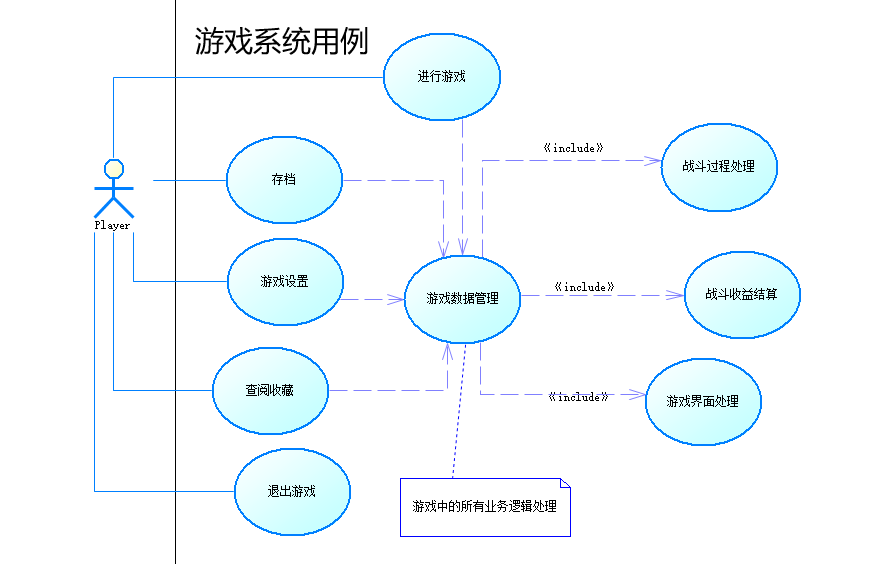 游戏系统用例
进行游戏
《include》
战斗过程处理
存档
Player
游戏设置
游戏数据管理
《include》
战斗收益结算
查阅收藏
《include》
游戏界面处理
退出游戏
游戏中的所有业务逻辑处理